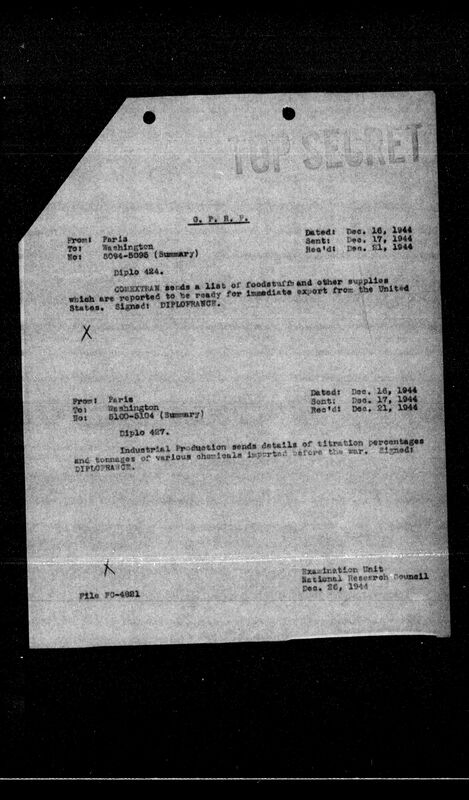 TOP SECRET
G. P. R. F.
From: Paris
To: Washington
No: 5094-5095 (Summary)
Dated: Dec. 16, 1944
Sent: Dec. 17, 1944
Rec'd: Dec. 21, 1944
Diplo 424.
COMEXTRAN sends a list of foodstuffs and other supplies
which are reported to be ready for immediate export from the United
States. Signed: DIPLOFRANCE.
X
From: Paris
To: Washington
No: 5100-5104 (Summary)
Dated: Dec. 16, 1944
Sent: Dec. 17, 1944
Rec'd: Dec. 21, 1944
Diplo 427.
Industrial Production sends details of titration percentages
and tonnages of various chemicals imported before the war. Signed:
DIPLOFRANCE.
X
Examination Unit
National Research Council
Dec. 26, 1944
File FC-4821